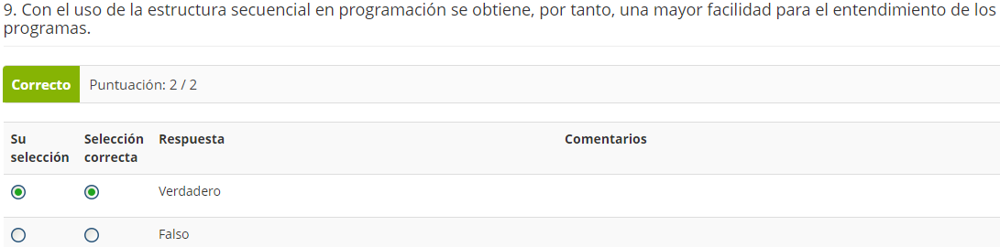 9. Con el uso de la estructura secuencial en programación se obtiene, por tanto, una mayor facilidad para el entendimiento de los
programas.
Correcto Puntuación: 2 / 2
Su selección Selección correcta Respuesta Comentarios
Verdadero
Falso